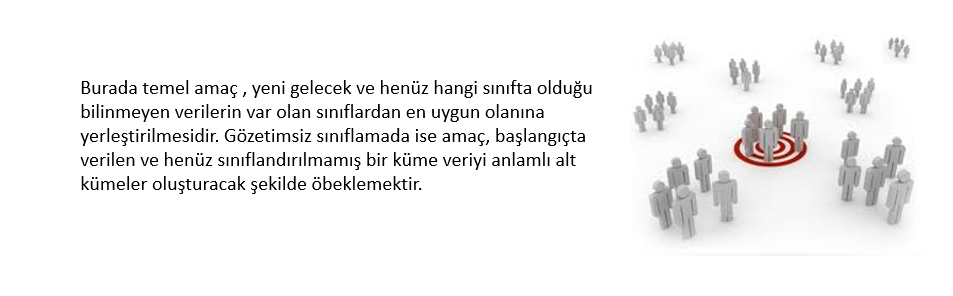 Burada temel amaç , yeni gelecek ve henüz hangi sınıfta olduğu
bilinmeyen verilerin var olan sınıflardan en uygun olanına
yerleştirilmesidir. Gözetimsiz sınıflamada ise amaç, başlangıçta
verilen ve henüz sınıflandırılmamış bir küme veriyi anlamlı alt
kümeler oluşturacak şekilde öbeklemektir.